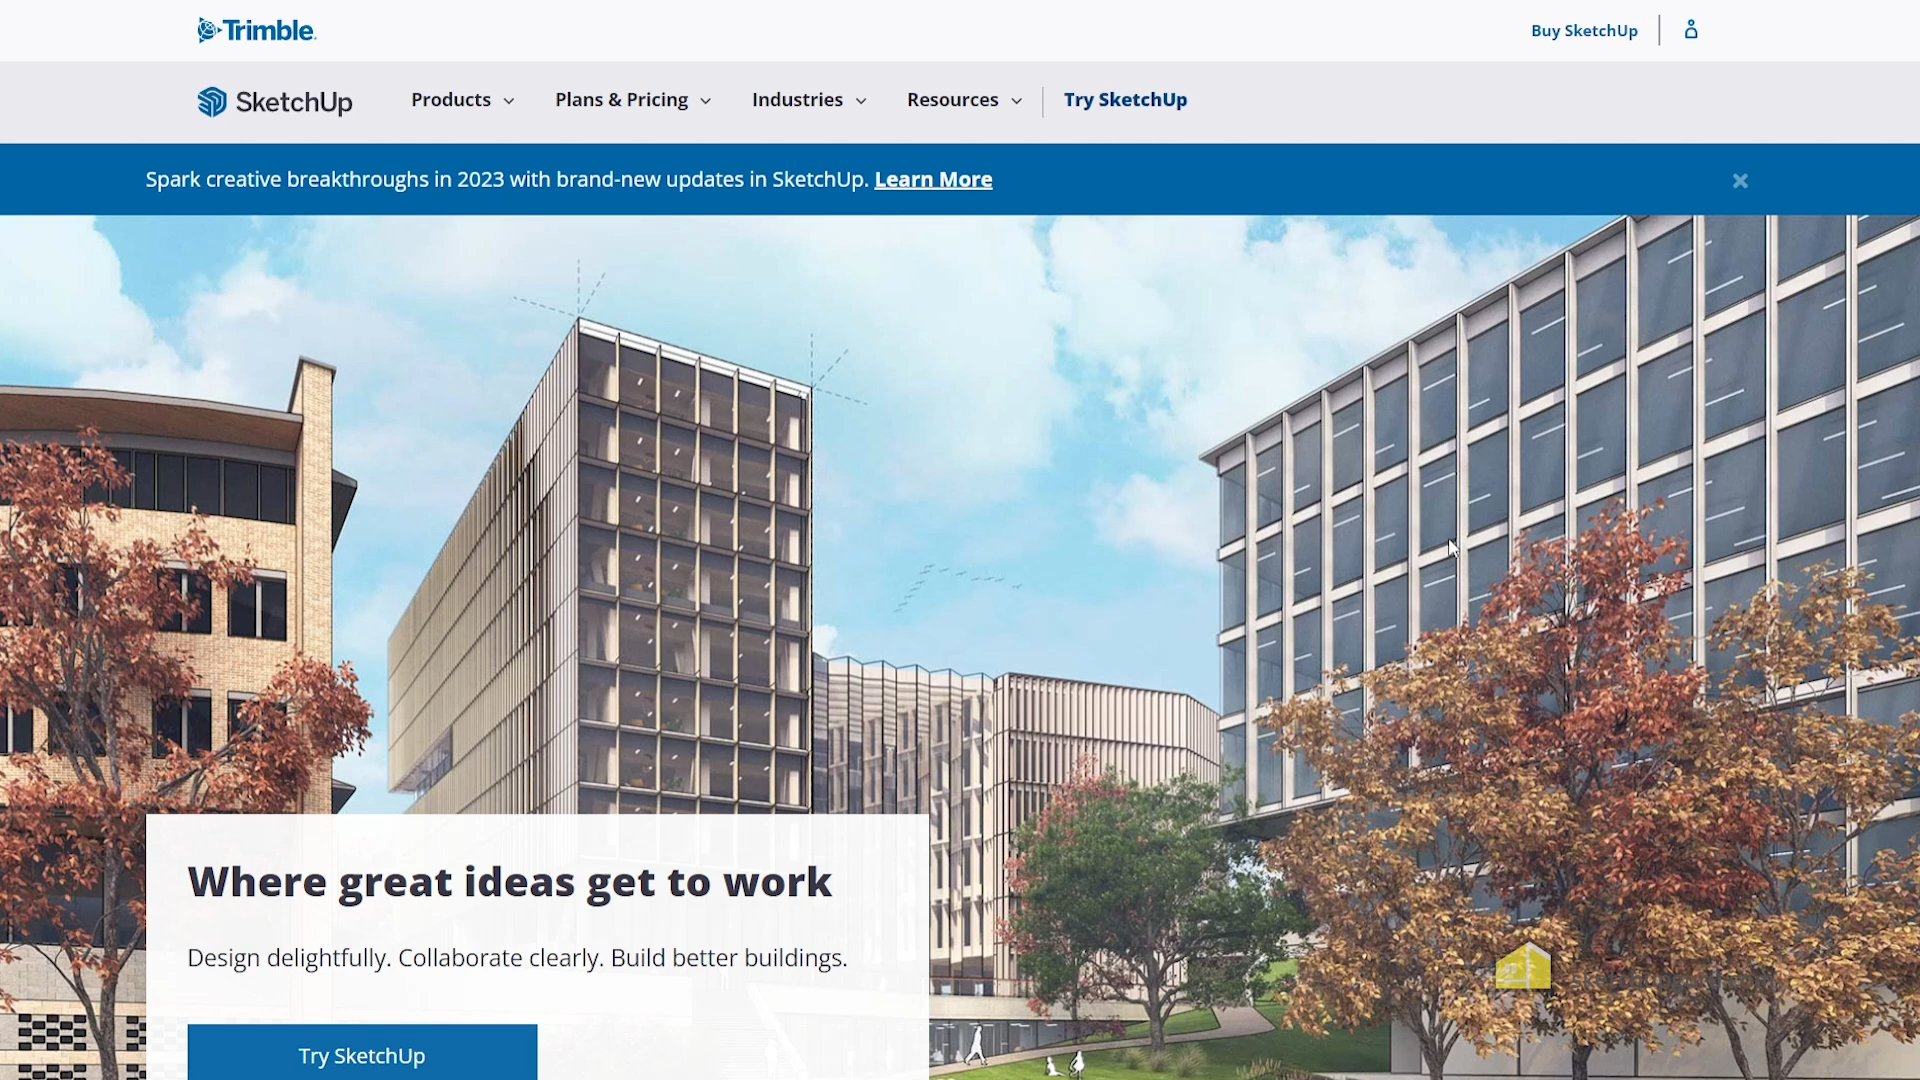 Trimble
Buy SketchUp
SketchUp
Products
Plans & Pricing
Industries
Resources
Try SketchUp
Spark creative breakthroughs in 2023 with brand-new updates in SketchUp. Learn More
Where great ideas get to work
Design delightfully. Collaborate clearly. Build better buildings.
Try SketchUp